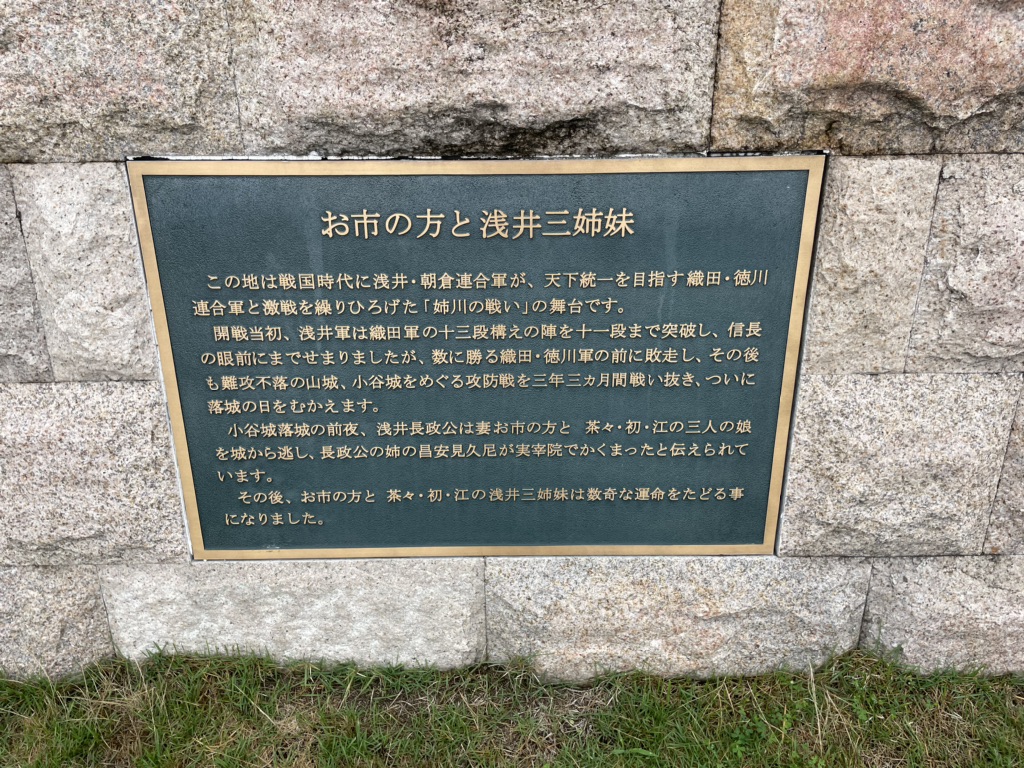 お市の方と浅井三姉妹
この地は戦国時代に浅井・朝倉連合軍が、天下統一を目指す織田・徳川
連合軍と激戦を繰りひろげた「姉川の戦い」の舞台です。
開戦当初、浅井軍は織田軍の十三段構えの陣を十一段まで突破し、信長
の眼前にまでせまりましたが、数に勝る織田・徳川軍の前に敗走し、その後
も難攻不落の山城、小谷城をめぐる攻防戦を三年三カ月間戦い抜き、ついに
落城の日をむかえます。
小谷城落城の前夜、浅井長政公は妻お市の方と 茶々・初・江の三人の娘
を城から逃し、長政公の姉の昌安見久尼が実宰院でかくまったと伝えられて
います。
その後、お市の方と 茶々・初・江の浅井三姉妹は数奇な運命をたどる事
になりました。